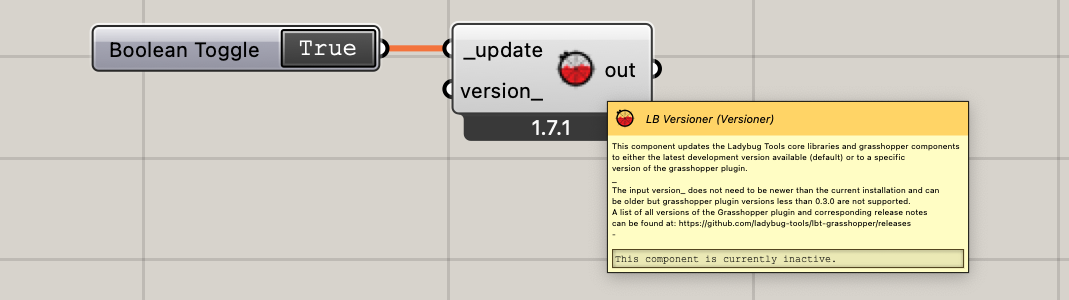 Boolean Toggle True
_update
version_
out
1.7.1
LB Versioner (Versioner)
This component updates the Ladybug Tools core libraries and grasshopper components
to either the latest development version available (default) or to a specific
version of the grasshopper plugin.
_
The input version_ does not need to be newer than the current installation and can
be older but grasshopper plugin versions less than 0.3.0 are not supported.
A list of all versions of the Grasshopper plugin and corresponding release notes
can be found at: https://github.com/ladybug-tools/lbt-grasshopper/releases
-
This component is currently inactive.